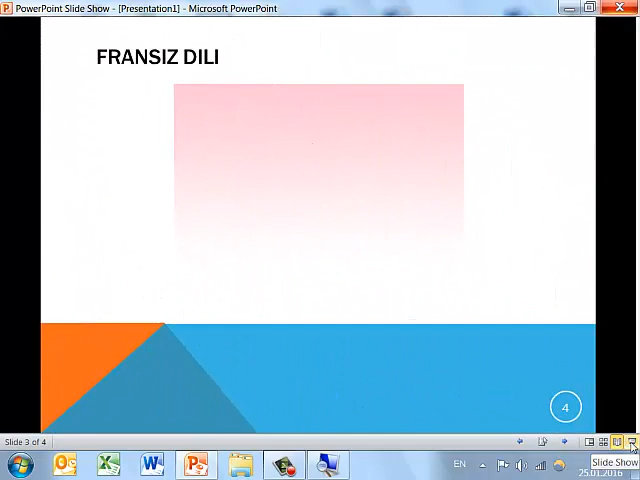 PowerPoint Slide Show - [Presentation1] - Microsoft PowerPoint
FRANSIZ DILI
4
Slide 3 of 4
EN
Slide Show
25.01.2016